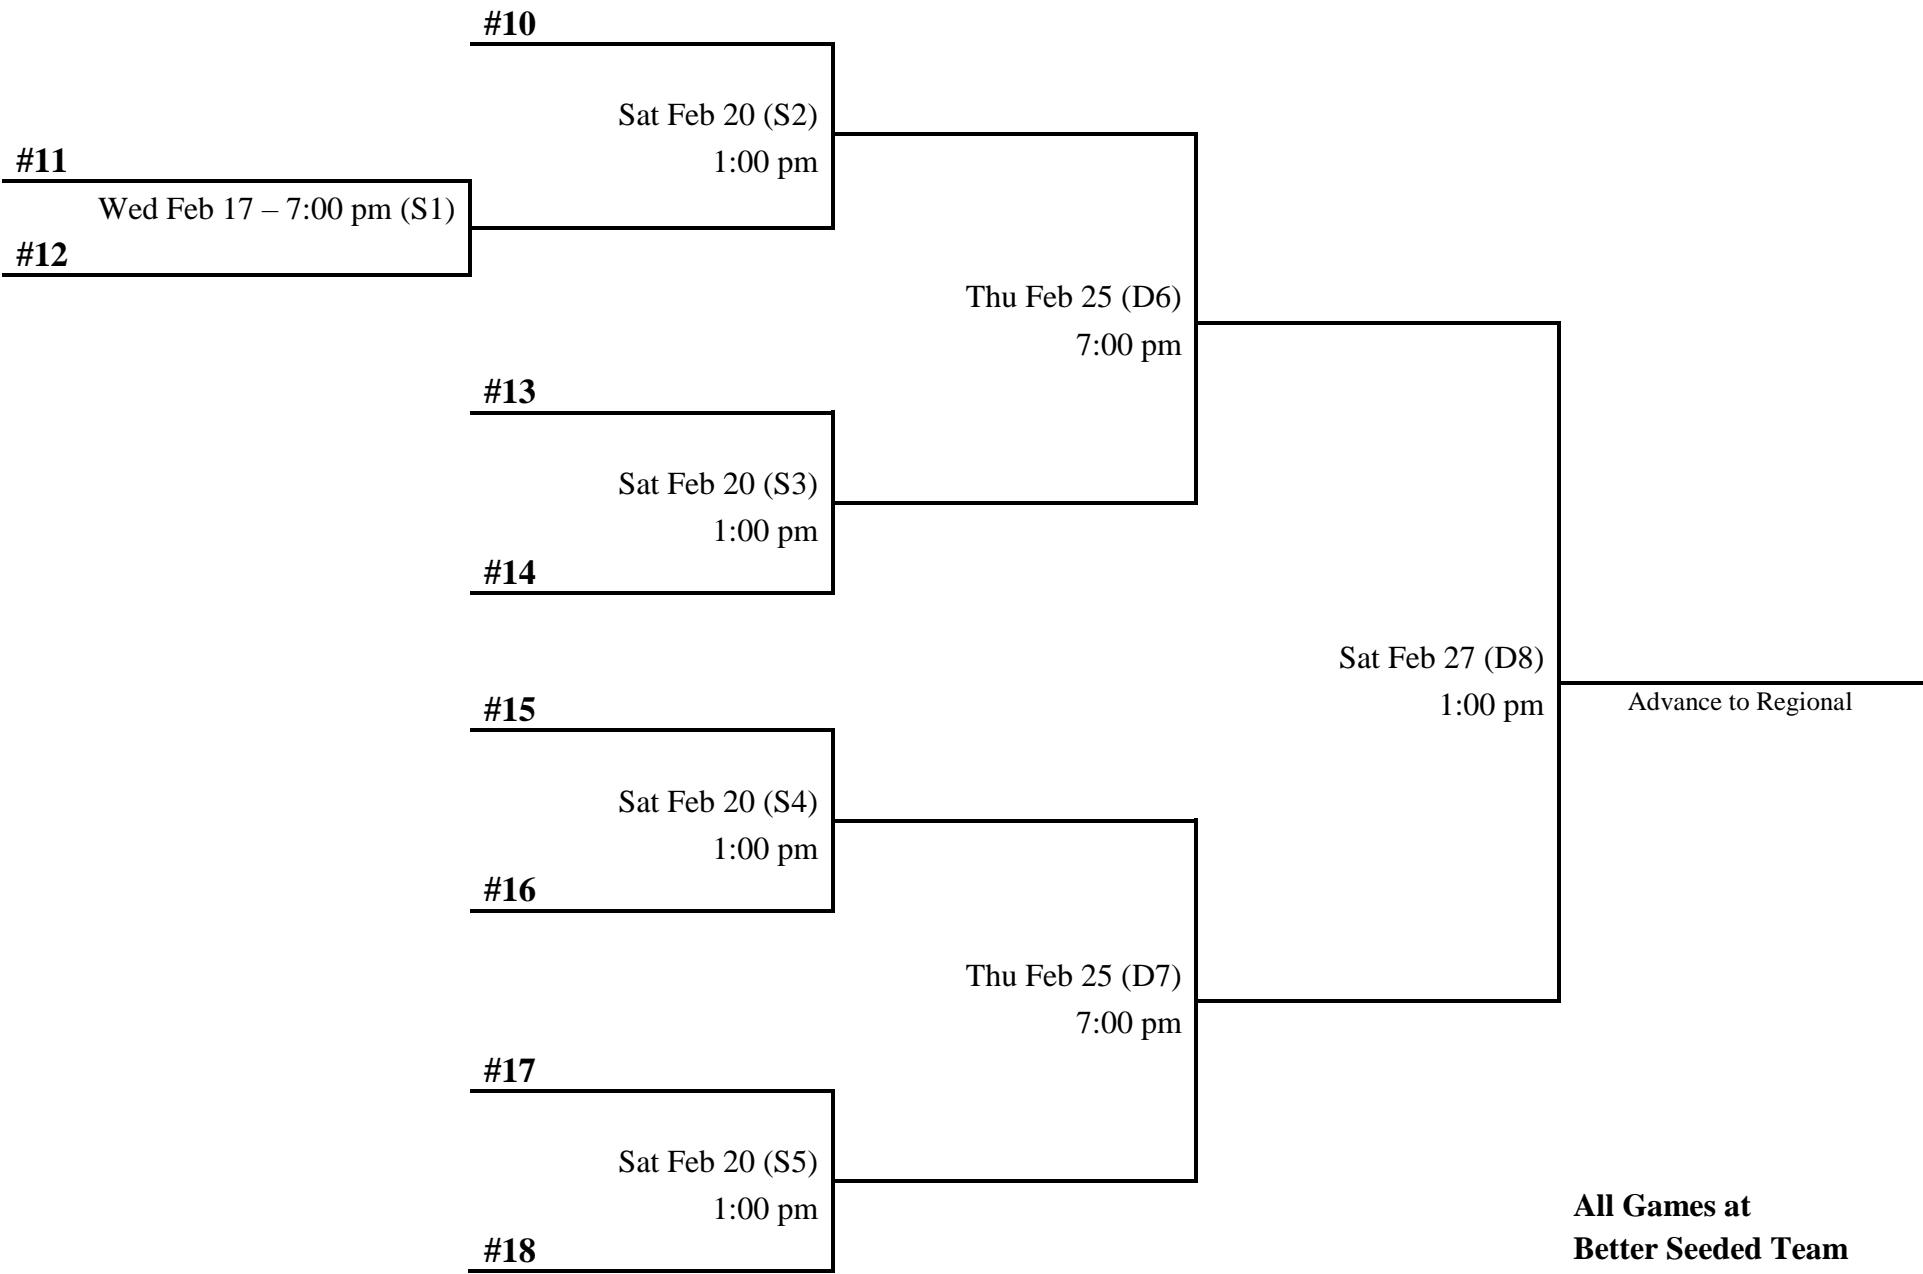 #10
Sat Feb 20 (S2)
1:00 pm
#11
Wed Feb 17 – 7:00 pm (S1)
#12
Thu Feb 25 (D6)
7:00 pm
#13
Sat Feb 20 (S3)
1:00 pm
#14
Sat Feb 27 (D8)
1:00 pm
Advance to Regional
#15
Sat Feb 20 (S4)
1:00 pm
#16
Thu Feb 25 (D7)
7:00 pm
#17
Sat Feb 20 (S5)
1:00 pm
#18
All Games at
Better Seeded Team